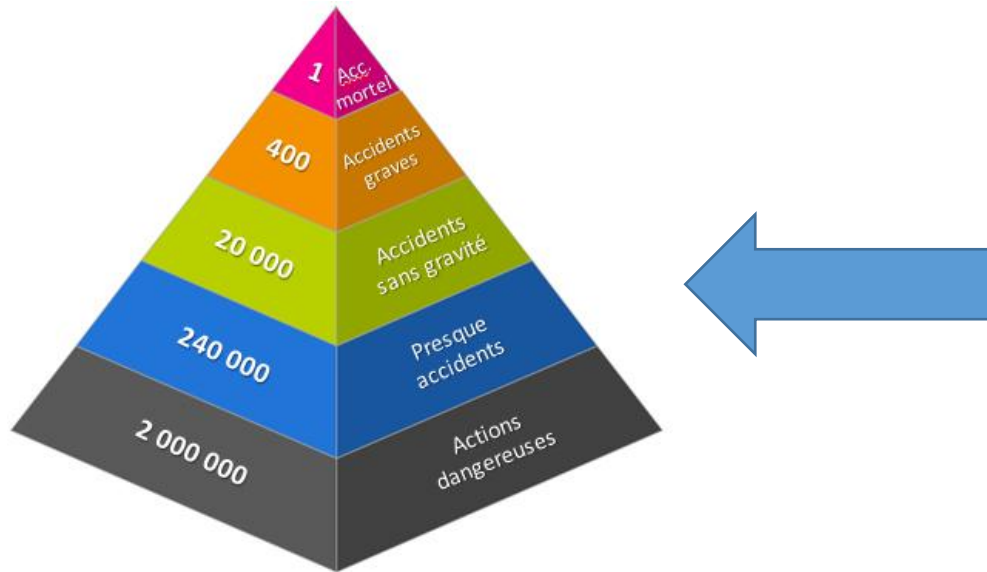 1
Acc.
mortel
400
Accidents
graves
20 000
Accidents
sans gravité
240 000
Presque
accidents
2 000 000
Actions
dangereuses